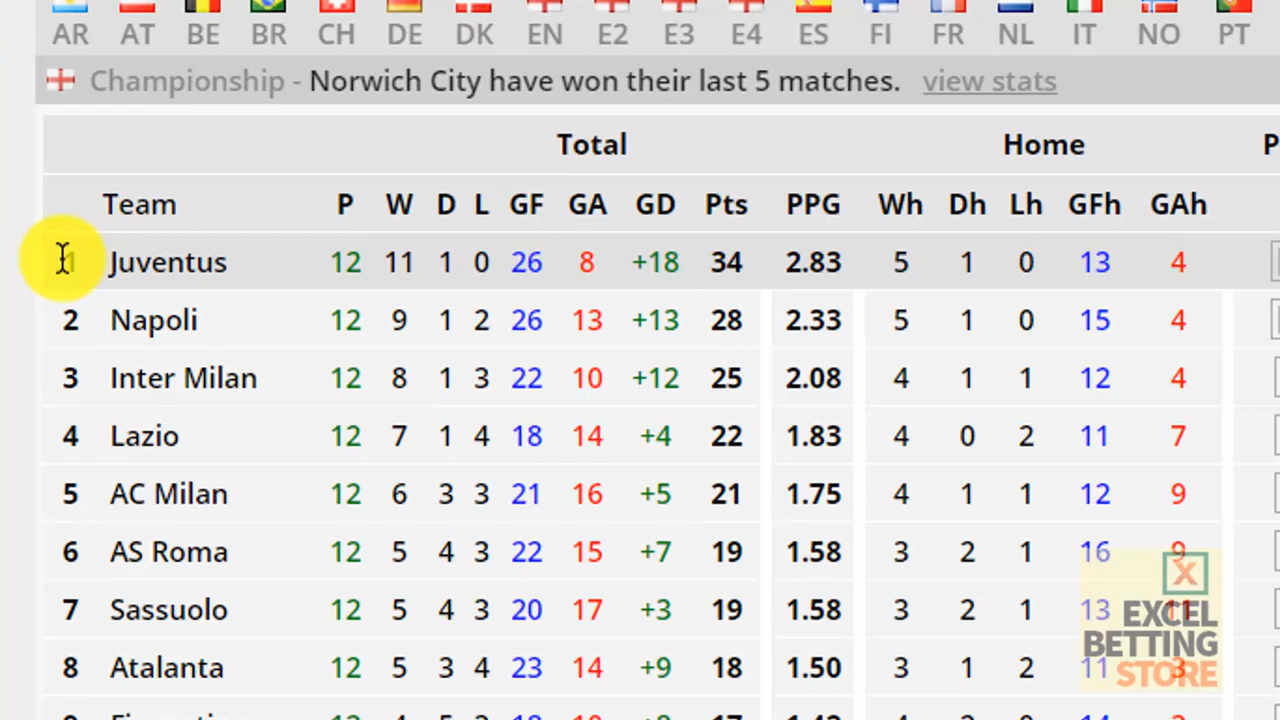 AR AT BE BR CH DE DK EN E2 E3 E4 ES FI FR NL IT NO PT
Championship - Norwich City have won their last 5 matches. view stats
Total Home
Team P W D L GF GA GD Pts PPG Wh Dh Lh GFh GAh
1 Juventus 12 11 1 0 26 8 +18 34 2.83 5 1 0 13 4
2 Napoli 12 9 1 2 26 13 +13 28 2.33 5 1 0 15 4
3 Inter Milan 12 8 1 3 22 10 +12 25 2.08 4 1 1 12 4
4 Lazio 12 7 1 4 18 14 +4 22 1.83 4 0 2 11 7
5 AC Milan 12 6 3 3 21 16 +5 21 1.75 4 1 1 12 9
6 AS Roma 12 5 4 3 22 15 +7 19 1.58 3 2 1 16 9
7 Sassuolo 12 5 4 3 20 17 +3 19 1.58 3 2 1 13 11
8 Atalanta 12 5 3 4 23 14 +9 18 1.50 3 1 2 11 3
X
EXCEL
BETTING
STORE